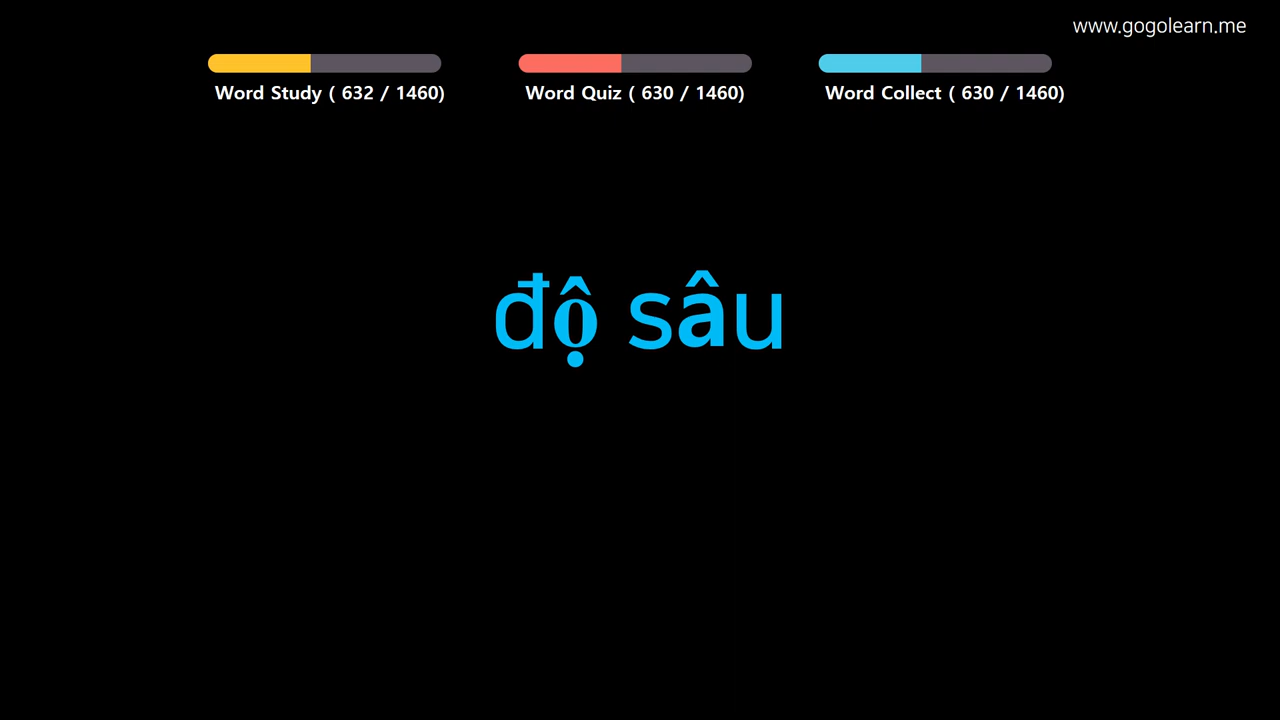 www.gogolearn.me
Word Study ( 632 / 1460)
Word Quiz ( 630 / 1460)
Word Collect ( 630 / 1460)
độ sâu